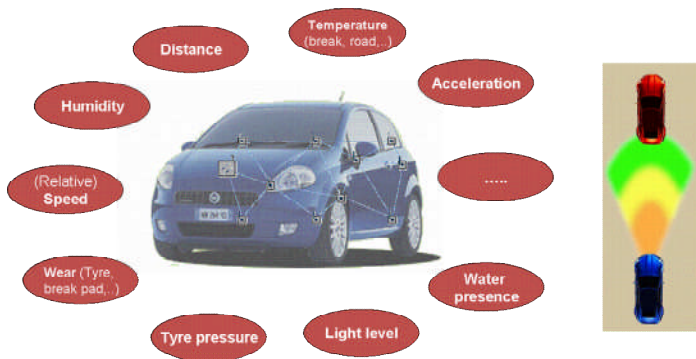 Temperature
(break, road,..)
Distance
Acceleration
Humidity
(Relative)
Speed
.....
Wear (Tyre,
break pad,..)
Water
presence
Tyre pressure
Light level